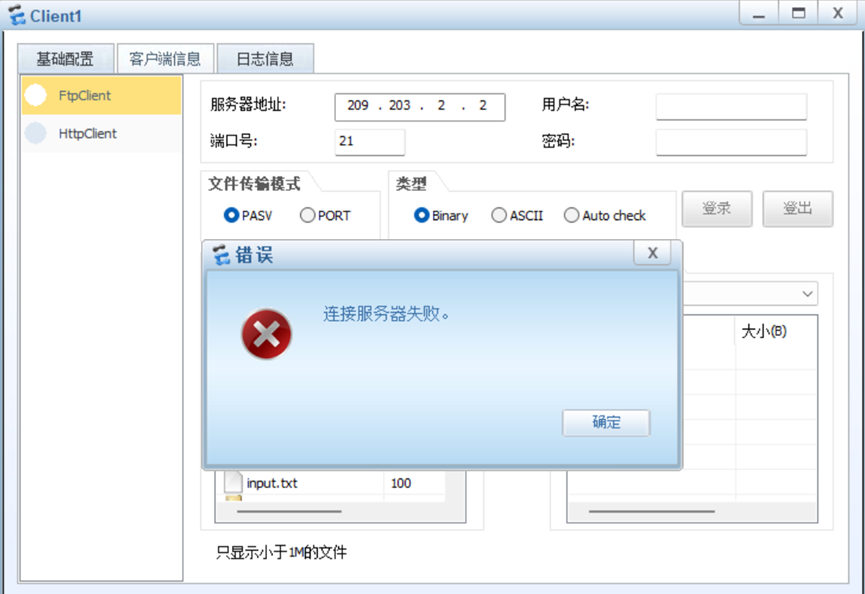 Client1
基础配置 客户端信息 日志信息
FtpClient
HttpClient
服务器地址: 209 . 203 . 2 . 2 用户名:
端口号: 21 密码:
文件传输模式 类型
PASV PORT Binary ASCII Auto check 登录 登出
错误
连接服务器失败。
大小(B)
确定
input.txt 100
只显示小于1M的文件